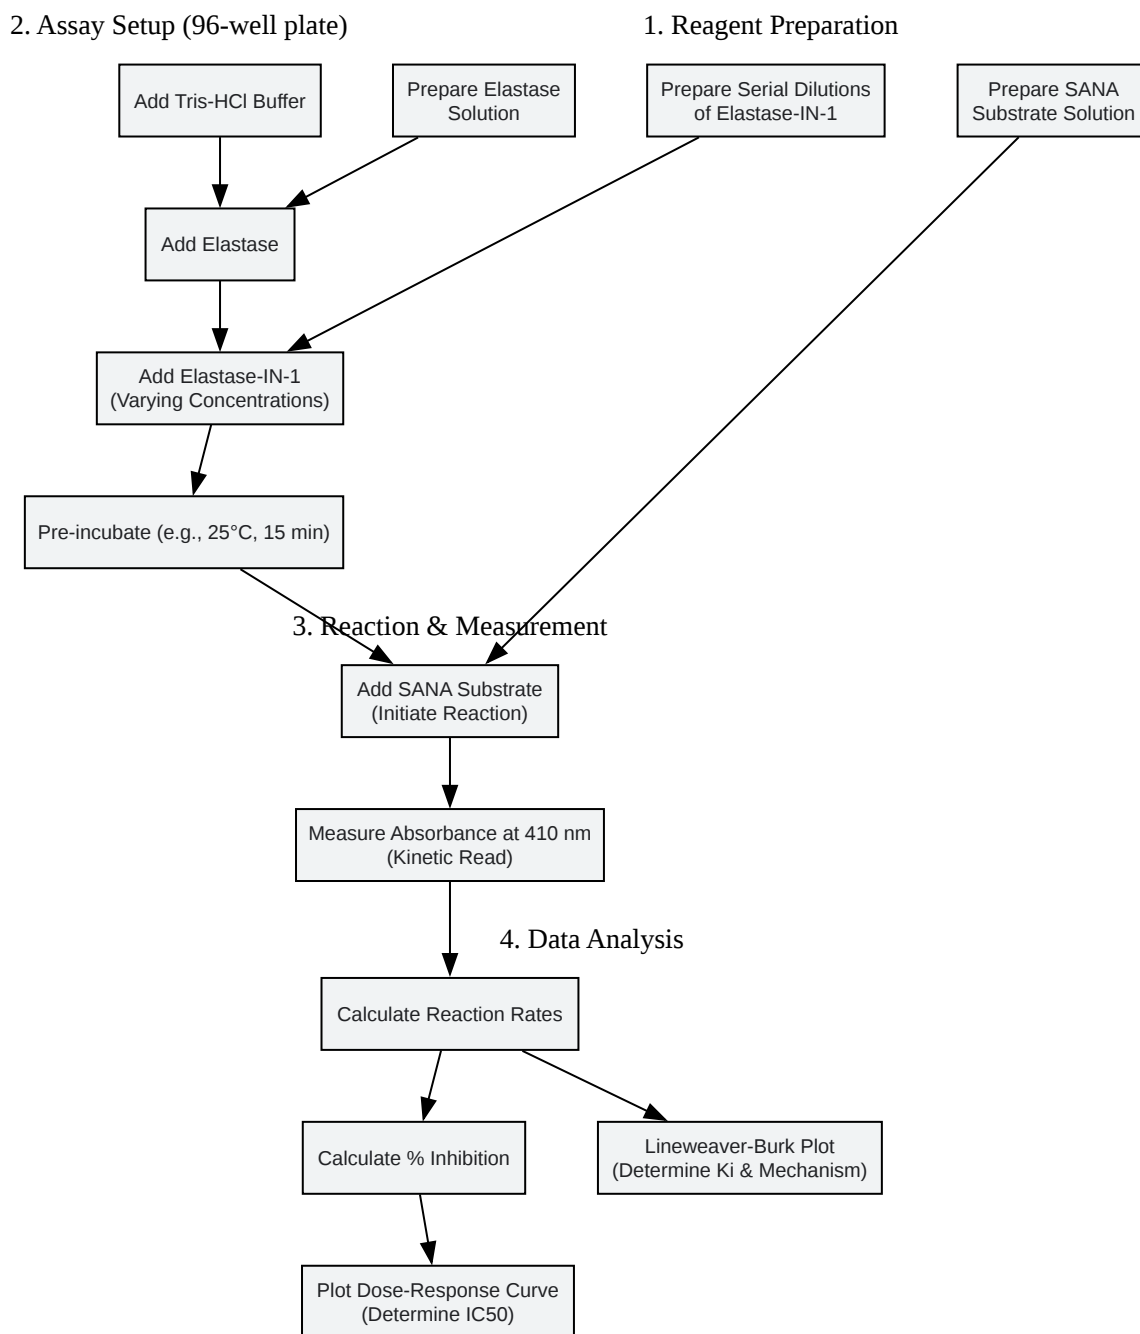 2. Assay Setup (96-well plate)
1. Reagent Preparation
Add Tris-HCl Buffer
Prepare Elastase
Solution
Prepare Serial Dilutions
of Elastase-IN-1
Prepare SANA
Substrate Solution
Add Elastase
Add Elastase-IN-1
(Varying Concentrations)
Pre-incubate (e.g., 25°C, 15 min)
3. Reaction & Measurement
Add SANA Substrate
(Initiate Reaction)
Measure Absorbance at 410 nm
(Kinetic Read)
4. Data Analysis
Calculate Reaction Rates
Calculate % Inhibition
Lineweaver-Burk Plot
(Determine Ki & Mechanism)
Plot Dose-Response Curve
(Determine IC50)